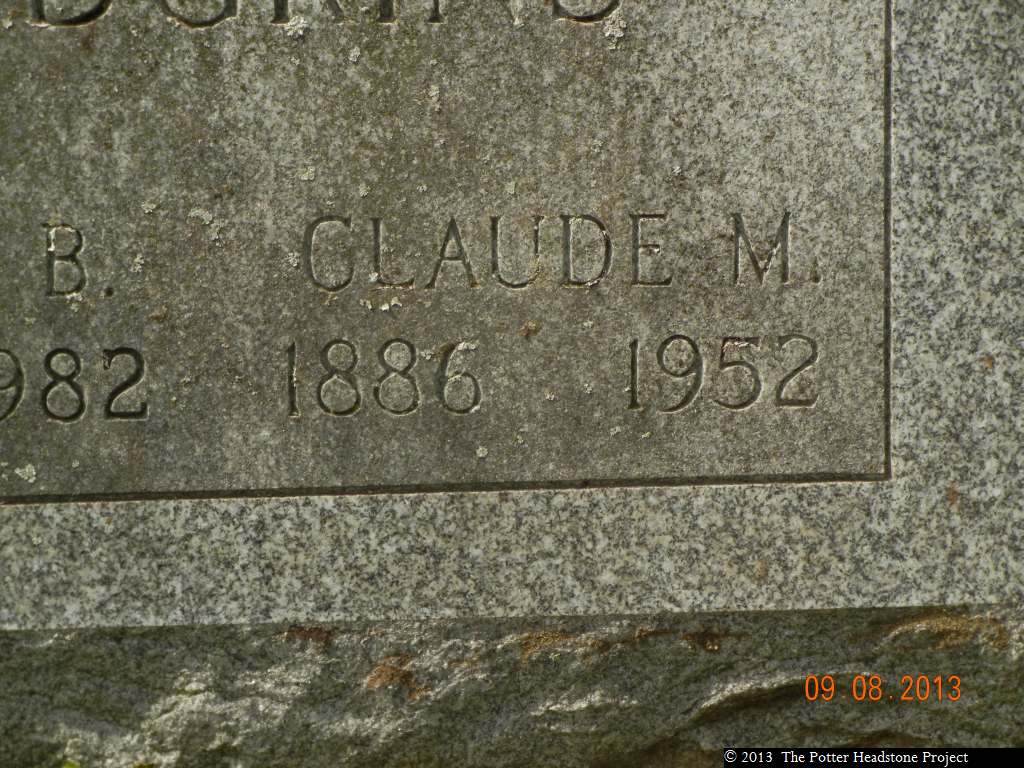 B. CLAUDE M.
982 1886 1952
09 08.2013
© 2013 The Potter Headstone Project